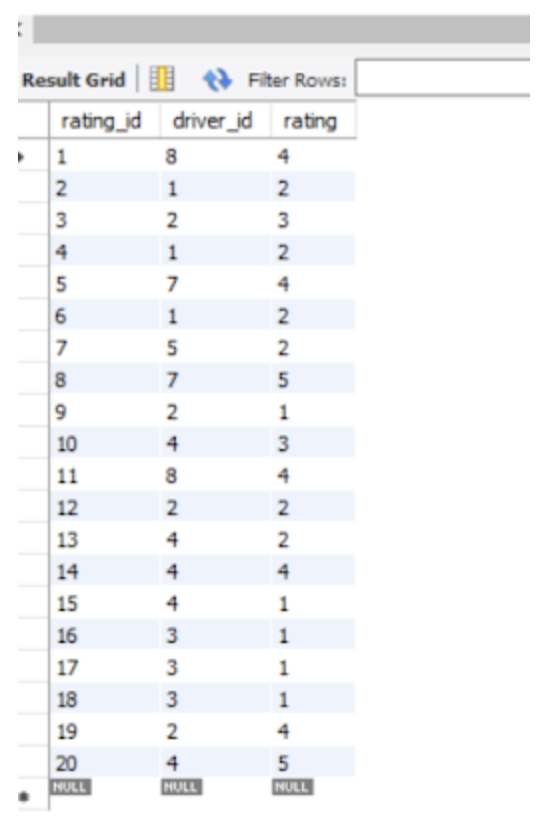 Result Grid Filter Rows:
rating_id driver_id rating
1 8 4
2 1 2
3 2 3
4 1 2
5 7 4
6 1 2
7 5 2
8 7 5
9 2 1
10 4 3
11 8 4
12 2 2
13 4 2
14 4 4
15 4 1
16 3 1
17 3 1
18 3 1
19 2 4
20 4 5
NULL NULL NULL